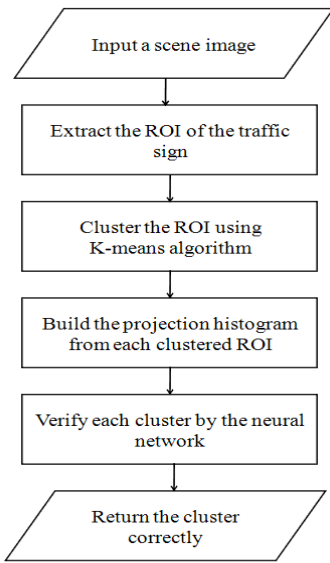 Input a scene image
Extract the ROI of the traffic
sign
Cluster the ROI using
K-means algorithm
Build the projection histogram
from each clustered ROI
Verify each cluster by the neural
network
Return the cluster
correctly